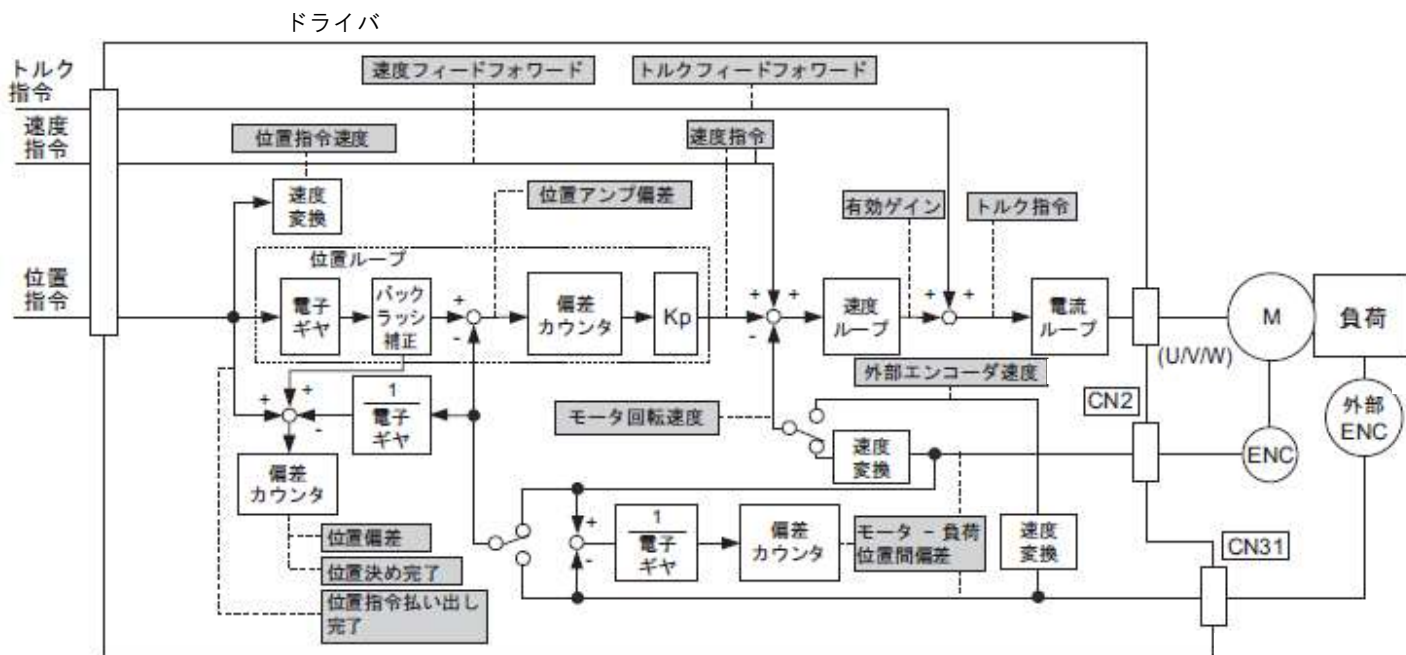 ドライバ
トルク
指令
速度フィードフォワード
トルクフィードフォワード
速度
指令
位置指令速度
速度指令
速度
変換
位置アンプ偏差
有効ゲイン
トルク指令
位置ループ
位置
指令
電子
ギヤ
バック
ラッシ
補正
+
-
偏差
カウンタ
Kp
+
+
-
速度
ループ
+
+
電流
ループ
(U/V/W)
M
負荷
外部エンコーダ速度
CN2
外部
ENC
+
+
-
1
電子
ギヤ
モータ回転速度
速度
変換
ENC
偏差
カウンタ
+
-
1
電子
ギヤ
偏差
カウンタ
モータ - 負荷
位置間偏差
速度
変換
CN31
位置偏差
位置決め完了
位置指令払い出し
完了